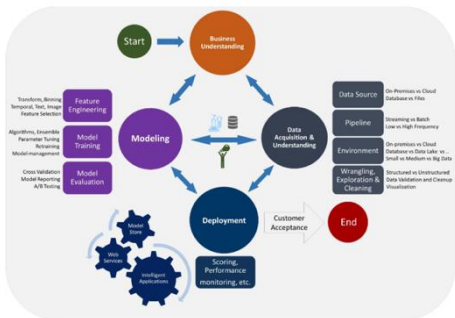 Start
Business
Understanding
Feature
Engineering
Transform, Binning
Temporal, Text, Image
Feature Selection
Model
Training
Algorithms, Ensemble
Parameter Tuning
Retraining
Model management
Model
Evaluation
Cross Validation
Model Reporting
A/B Testing
Modeling
Data
Acquisition &
Understanding
Data Source
On-Premises vs Cloud
Database vs Files
Pipeline
Streaming vs Batch
Low vs High Frequency
Environment
On-premises vs Cloud
Database vs Data Lake vs ..
Small vs Medium vs Big Data
Wrangling,
Exploration &
Cleaning
Structured vs Unstructured
Data Validation and Cleanup
Visualization
Deployment
Customer
Acceptance
End
Scoring,
Performance
monitoring, etc.
Model
Store
Web
Services
Intelligent
Applications